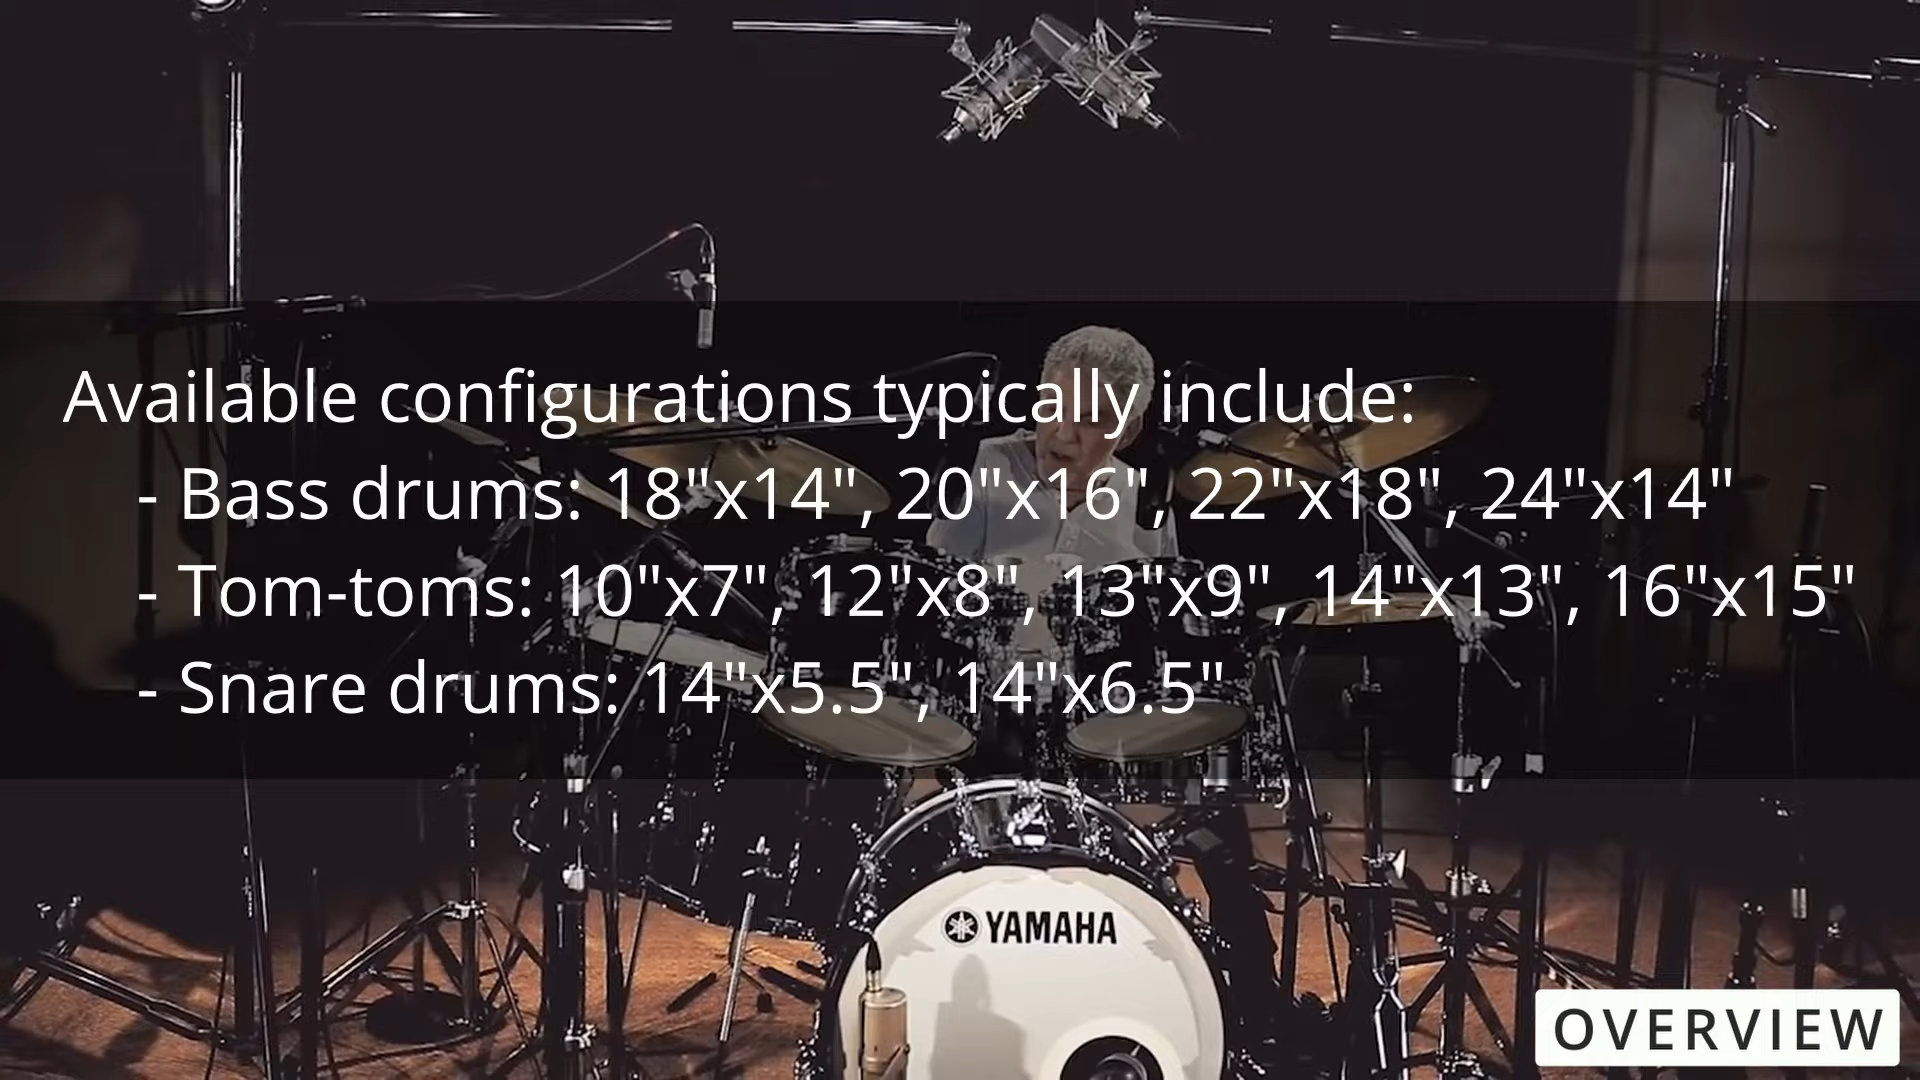 Available configurations typically include:
- Bass drums: 18"x14", 20"x16", 22"x18", 24"x14"
- Tom-toms: 10"x7", 12"x8", 13"x9", 14"x13", 16"x15"
- Snare drums: 14"x5.5", 14"x6.5"
YAMAHA
OVERVIEW